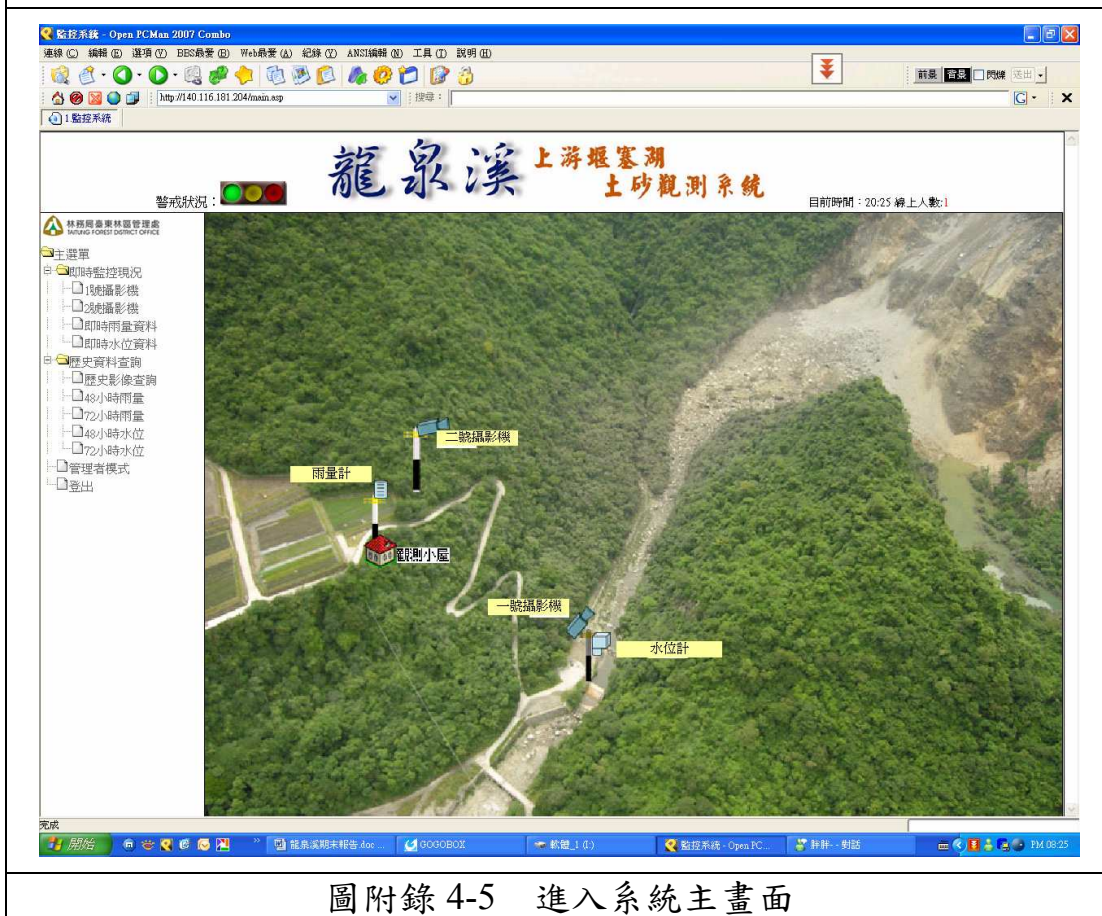 監控系統 - Open PCMan 2007 Combo
連線(C) 編輯(E) 選項(Y) BBS最愛(B) Web最愛(A) 紀錄(Y) ANSI編輯(N) 工具(T) 說明(H)
前景 背景 閃爍 送出
http://140.116.181.204/main.asp 搜尋：
1.監控系統
龍泉溪 上游堰塞湖
土砂觀測系統
警戒狀況：
目前時間：20:25 線上人數:1
林務局臺東林區管理處
TAITUNG FOREST DISTRICT OFFICE
主選單
即時監控現況
1號攝影機
2號攝影機
即時雨量資料
即時水位資料
歷史資料查詢
歷史影像查詢
48小時雨量
72小時雨量
48小時水位
72小時水位
管理者模式
登出
二號攝影機
雨量計
觀測小屋
一號攝影機
水位計
完成
開始 龍泉溪期末報告.doc ... GOGOBOX 軟體_1 (I:) 監控系統 - Open PC... 胖胖- - 對話 PM 08:25
圖附錄 4-5 進入系統主畫面